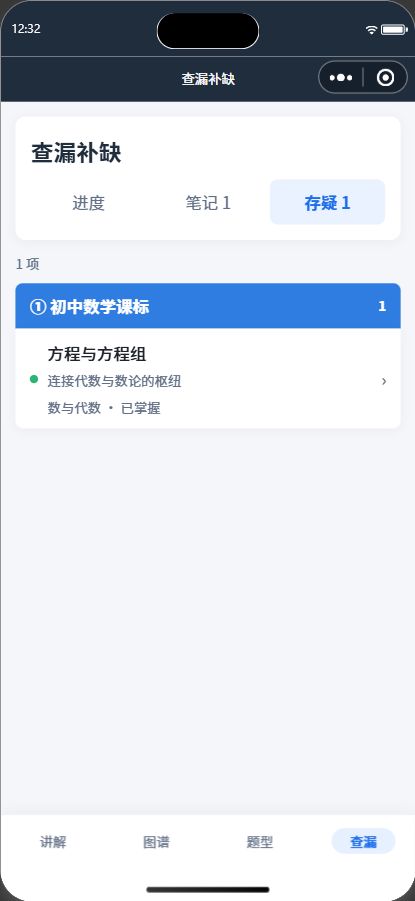 12:32
查漏补缺
查漏补缺
进度 笔记 1 存疑 1
1 项
① 初中数学课标 1
方程与方程组
连接代数与数论的枢纽
数与代数 · 已掌握
讲解 图谱 题型 查漏